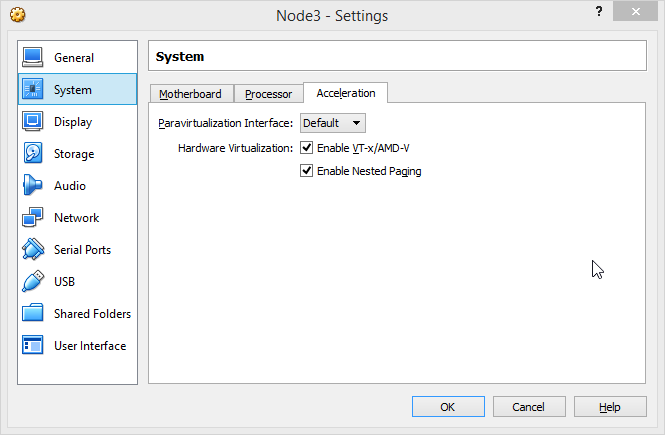 Node3 - Settings
?
General
System
Display
Storage
Audio
Network
Serial Ports
USB
Shared Folders
User Interface
System
Motherboard Processor Acceleration
Paravirtualization Interface: Default
Hardware Virtualization: Enable VT-x/AMD-V
Enable Nested Paging
OK Cancel Help